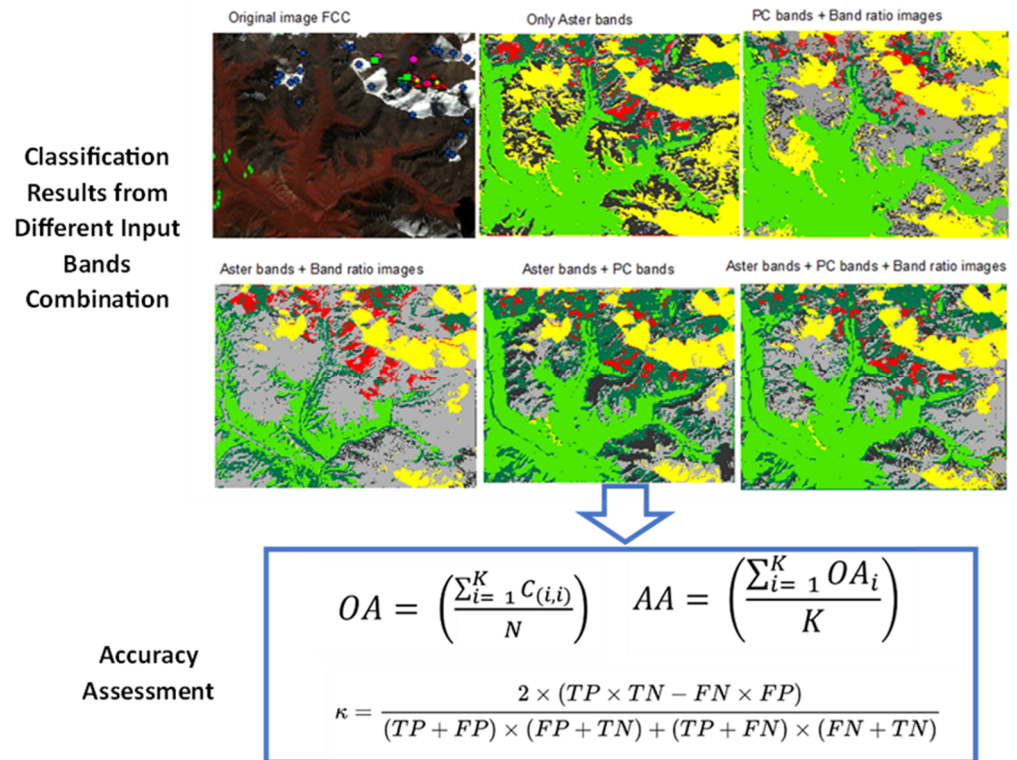 Original image FCC
Only Aster bands
PC bands + Band ratio images
Classification
Results from
Different Input
Bands
Combination
Aster bands + Band ratio images
Aster bands + PC bands
Aster bands + PC bands + Band ratio images
OA = (∑_{i= 1}^{K} C_{(i,i)} / N)
AA = (∑_{i= 1}^{K} OA_i / K)
Accuracy
Assessment
κ = 2 × (TP × TN − FN × FP) / (TP + FP) × (FP + TN) + (TP + FN) × (FN + TN)